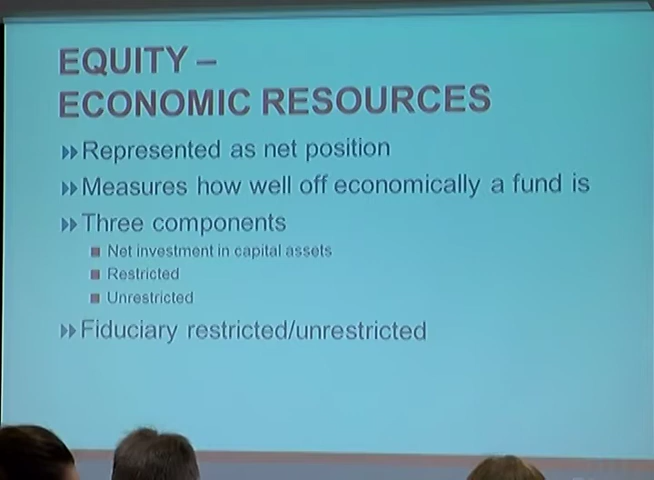 EQUITY –
ECONOMIC RESOURCES
Represented as net position
Measures how well off economically a fund is
Three components
Net investment in capital assets
Restricted
Unrestricted
Fiduciary restricted/unrestricted